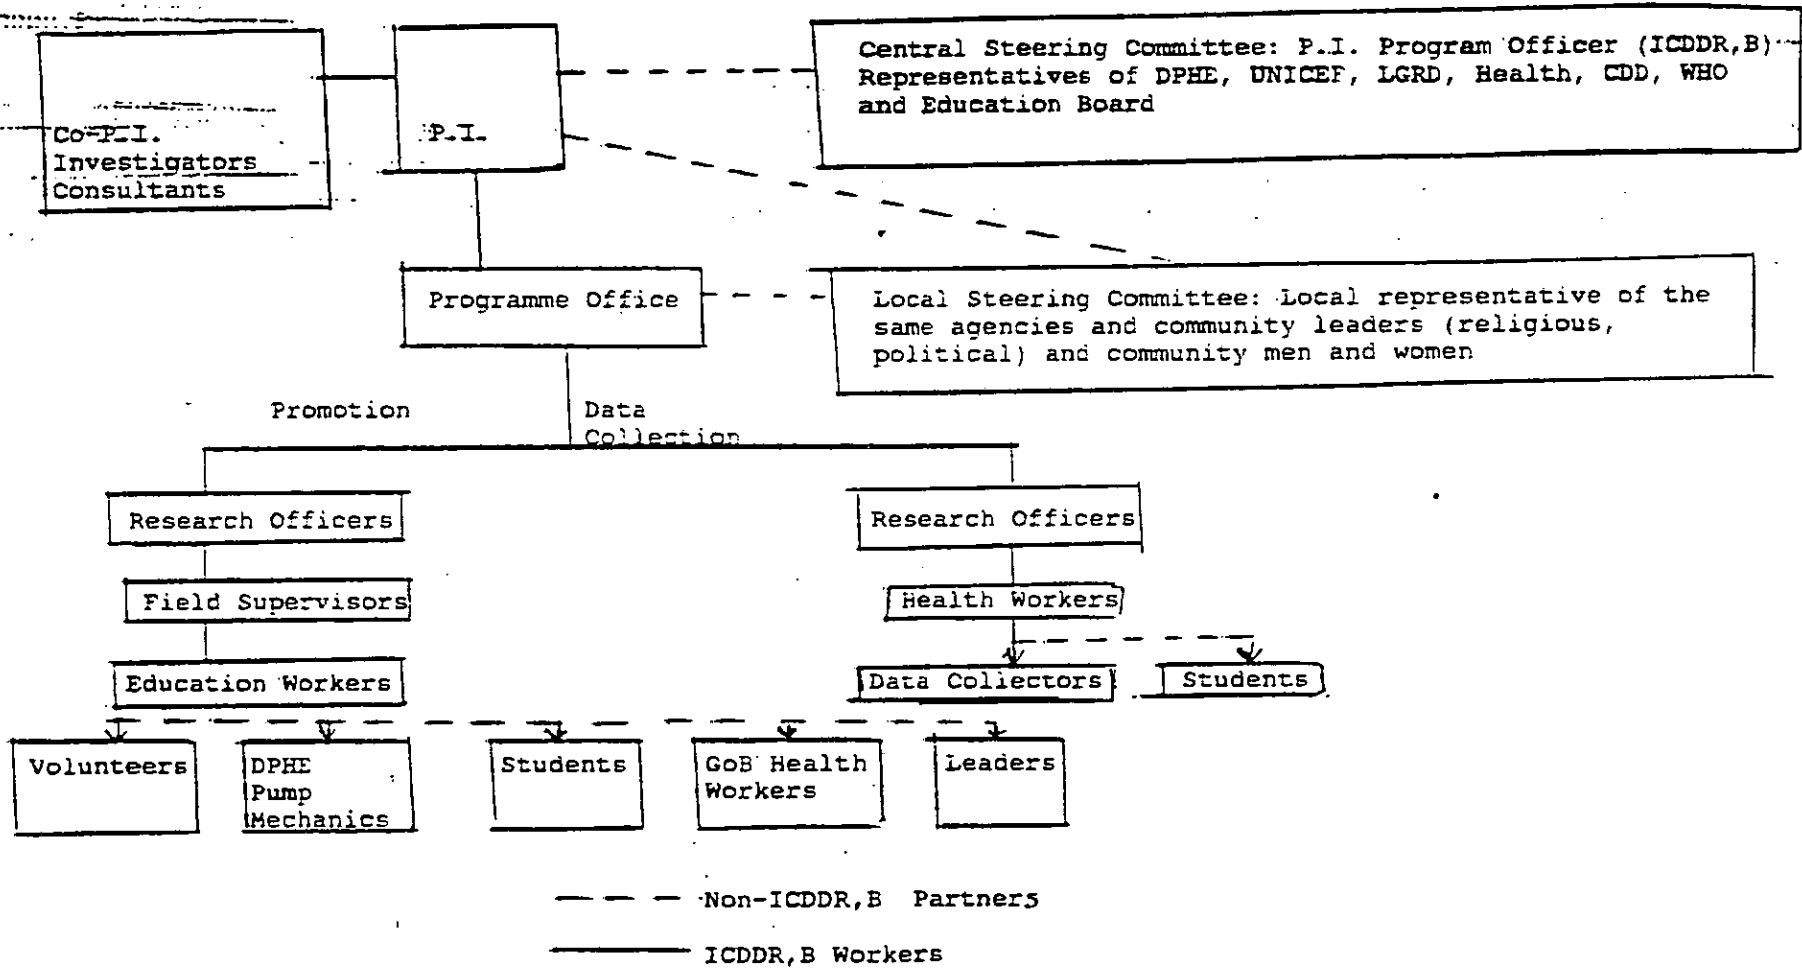 Co-P.I.
Investigators
Consultants
P.I.
Central Steering Committee: P.I. Program Officer (ICDDR,B)
Representatives of DPHE, UNICEF, LGRD, Health, CDD, WHO
and Education Board
Programme Office
Local Steering Committee: Local representative of the
same agencies and community leaders (religious,
political) and community men and women
Promotion
Data
Collection
Research Officers
Research Officers
Field Supervisors
Health Workers
Education Workers
Data Collectors
Students
Volunteers
DPHE
Pump
Mechanics
Students
GoB Health
Workers
Leaders
Non-ICDDR,B Partners
ICDDR,B Workers